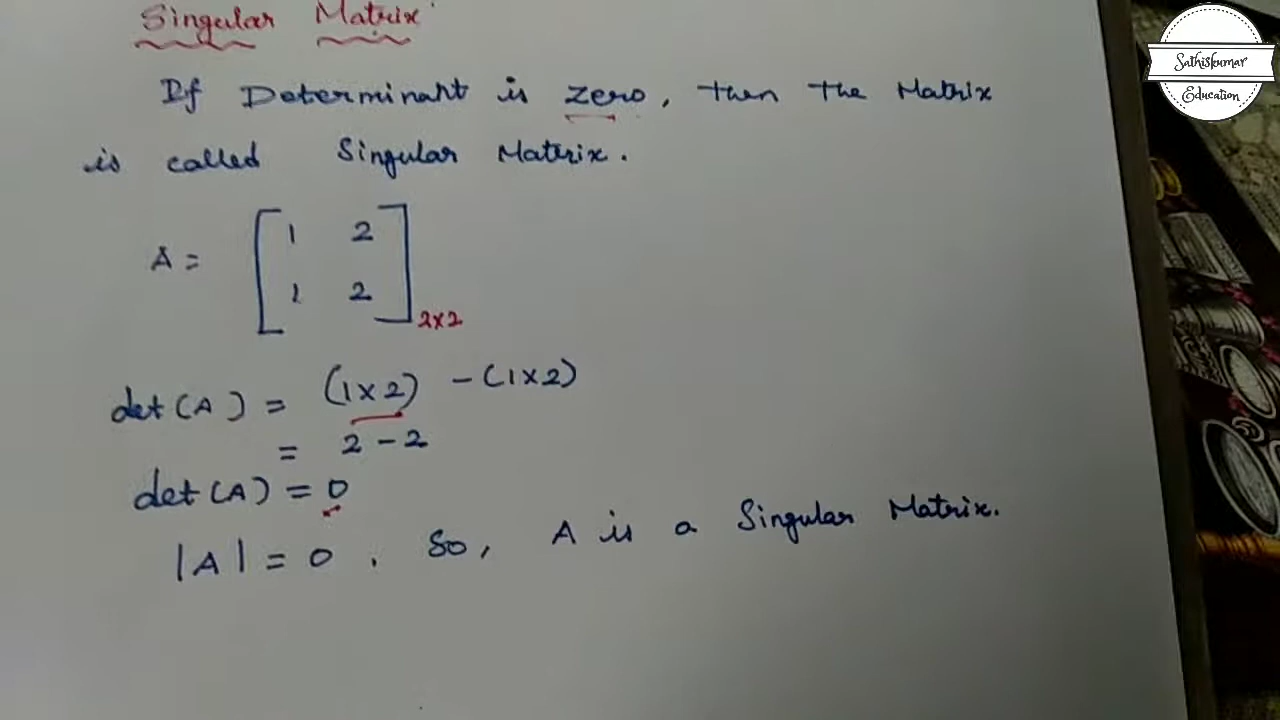 Singular Matrix
If Determinant is zero, then the Matrix
is called Singular Matrix.
A = [ 1 2
1 2 ] 2x2
det(A) = (1x2) - (1x2)
= 2 - 2
det(A) = 0
|A| = 0 . So, A is a Singular Matrix.
Sathiskumar
Education